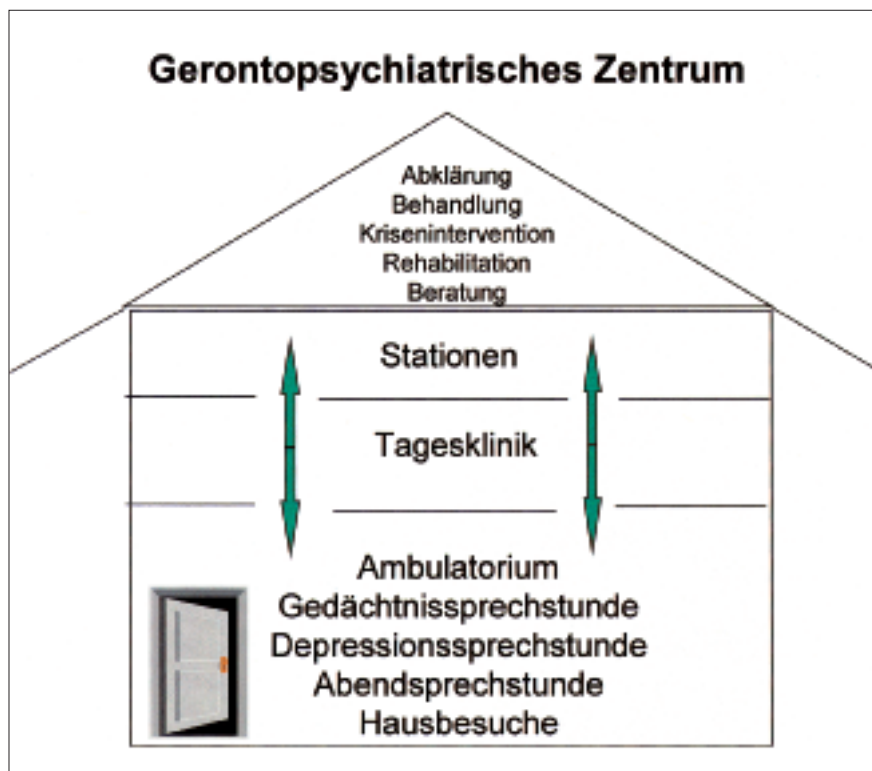 Gerontopsychiatrisches Zentrum
Abklärung
Behandlung
Krisenintervention
Rehabilitation
Beratung
Stationen
Tagesklinik
Ambulatorium
Gedächtnissprechstunde
Depressionssprechstunde
Abendsprechstunde
Hausbesuche